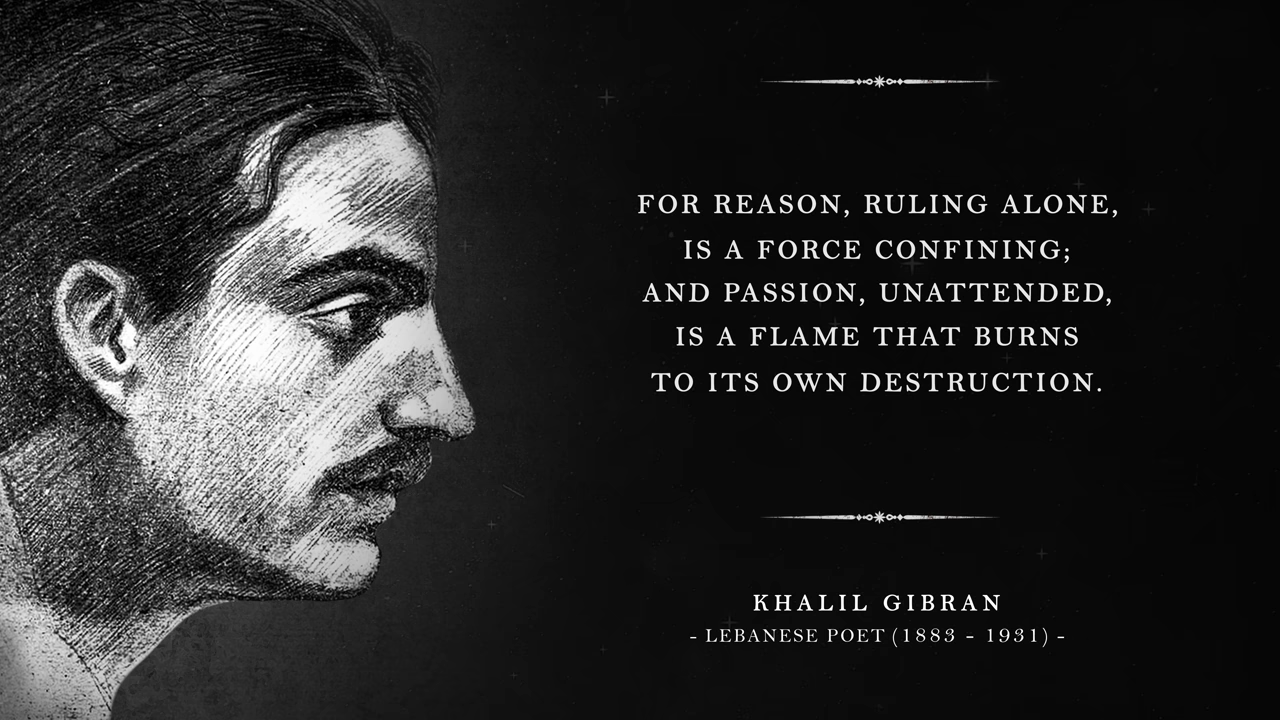 FOR REASON, RULING ALONE,
IS A FORCE CONFINING;
AND PASSION, UNATTENDED,
IS A FLAME THAT BURNS
TO ITS OWN DESTRUCTION.
KHALIL GIBRAN
- LEBANESE POET (1883 - 1931) -